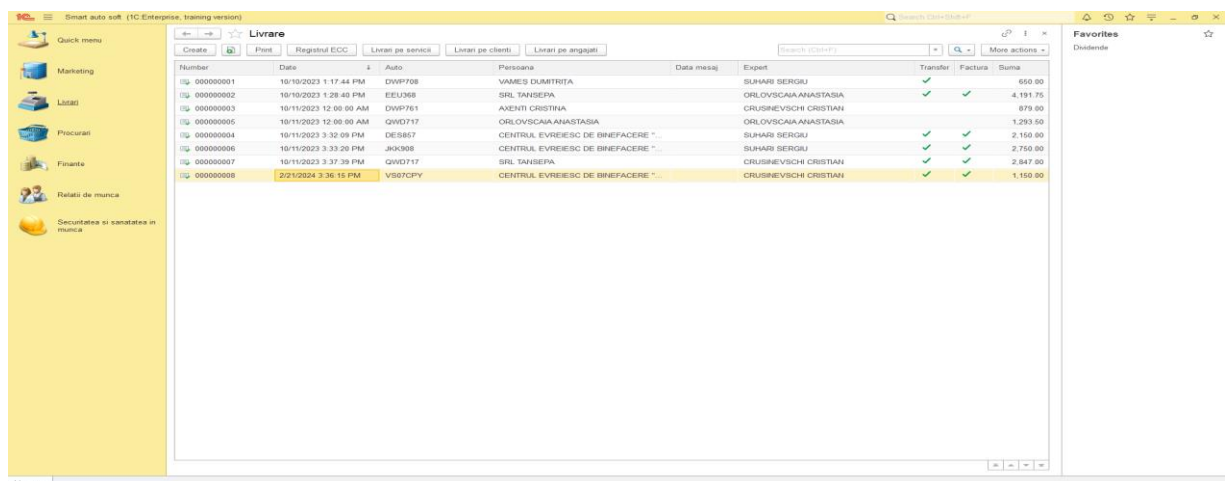 1C Smart auto soft (1C:Enterprise, training version) Search Ctrl+Shift+F
Quick menu
Marketing
Livrari
Procurari
Finante
Relatii de munca
Securitatea si sanatatea in
munca
Livrare
Create Print Registrul ECC Livrari pe servicii Livrari pe clienti Livrari pe angajati Search (Ctrl+F) More actions
Number Date Auto Persoana Data mesaj Expert Transfer Factura Suma
000000001 10/10/2023 1:17:44 PM DWP708 VAMES DUMITRIȚA SUHARI SERGIU 650.00
000000002 10/10/2023 1:28:40 PM EEU368 SRL TANSEPA ORLOVSCAIA ANASTASIA 4,191.75
000000003 10/11/2023 12:00:00 AM DWP761 AXENTI CRISTINA CRUSINEVSCHI CRISTIAN 879.00
000000005 10/11/2023 12:00:00 AM QWD717 ORLOVSCAIA ANASTASIA ORLOVSCAIA ANASTASIA 1,293.50
000000004 10/11/2023 3:32:09 PM DES857 CENTRUL EVREIESC DE BINEFACERE "... SUHARI SERGIU 2,150.00
000000006 10/11/2023 3:33:20 PM JKK908 CENTRUL EVREIESC DE BINEFACERE "... SUHARI SERGIU 2,750.00
000000007 10/11/2023 3:37:39 PM QWD717 SRL TANSEPA CRUSINEVSCHI CRISTIAN 2,847.00
000000008 2/21/2024 3:36:15 PM VS07CPY CENTRUL EVREIESC DE BINEFACERE "... CRUSINEVSCHI CRISTIAN 1,150.00
Favorites
Dividende